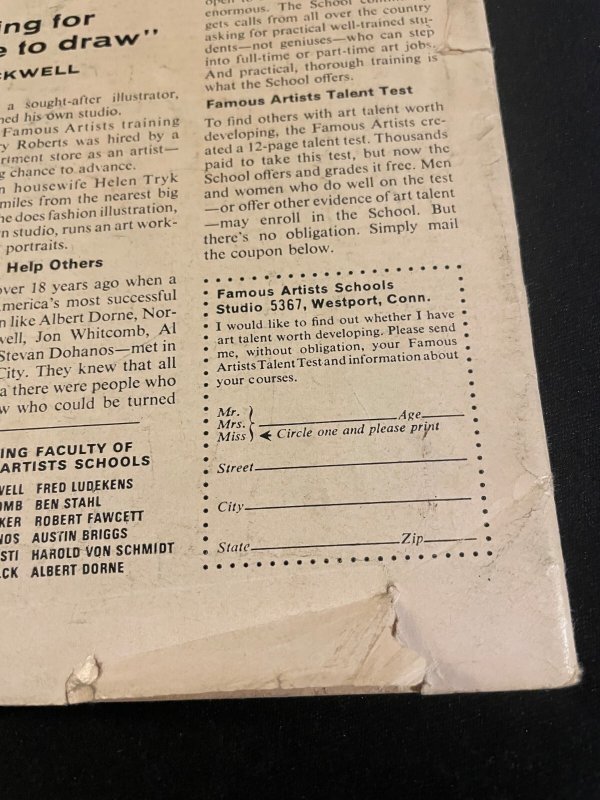 ing for
e to draw"
CKWELL
a sought-after illustrator,
ned his own studio.
Famous Artists training
ry Roberts was hired by a
rtment store as an artist—
g chance to advance.
n housewife Helen Tryk
miles from the nearest big
he does fashion illustration,
n studio, runs an art work-
portraits.
Help Others
over 18 years ago when a
merica's most successful
n like Albert Dorne, Nor-
well, Jon Whitcomb, Al
Stevan Dohanos—met in
City. They knew that all
a there were people who
w who could be turned
ING FACULTY OF
ARTISTS SCHOOLS
WELL FRED LUDEKENS
OMB BEN STAHL
KER ROBERT FAWCETT
NOS AUSTIN BRIGGS
STI HAROLD VON SCHMIDT
CK ALBERT DORNE
enormous. The School
gets calls from all over the country
asking for practical well-trained stu-
dents—not geniuses—who can step
into full-time or part-time art jobs.
And practical, thorough training is
what the School offers.
Famous Artists Talent Test
To find others with art talent worth
developing, the Famous Artists cre-
ated a 12-page talent test. Thousands
paid to take this test, but now the
School offers and grades it free. Men
and women who do well on the test
—or offer other evidence of art talent
—may enroll in the School. But
there's no obligation. Simply mail
the coupon below.
Famous Artists Schools
Studio 5367, Westport, Conn.
I would like to find out whether I have
art talent worth developing. Please send
me, without obligation, your Famous
Artists Talent Test and information about
your courses.
Mr.
Mrs. Age
Miss Circle one and please print
Street
City
State Zip